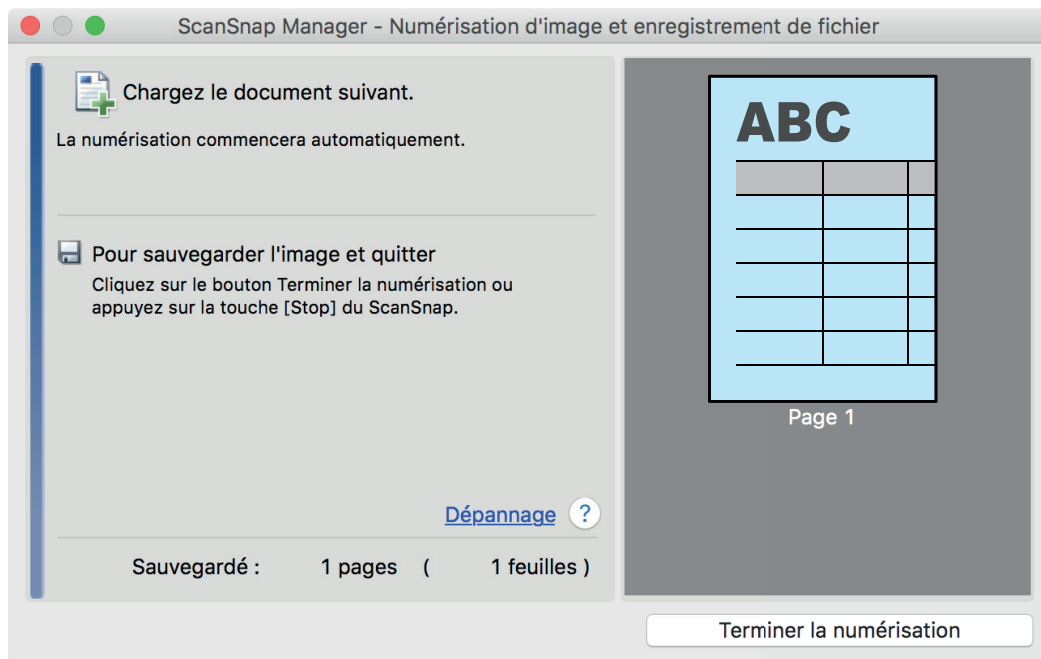 ScanSnap Manager - Numérisation d'image et enregistrement de fichier
Chargez le document suivant.
La numérisation commencera automatiquement.
Pour sauvegarder l'image et quitter
Cliquez sur le bouton Terminer la numérisation ou
appuyez sur la touche [Stop] du ScanSnap.
Dépannage ?
Sauvegardé : 1 pages ( 1 feuilles )
ABC
Page 1
Terminer la numérisation